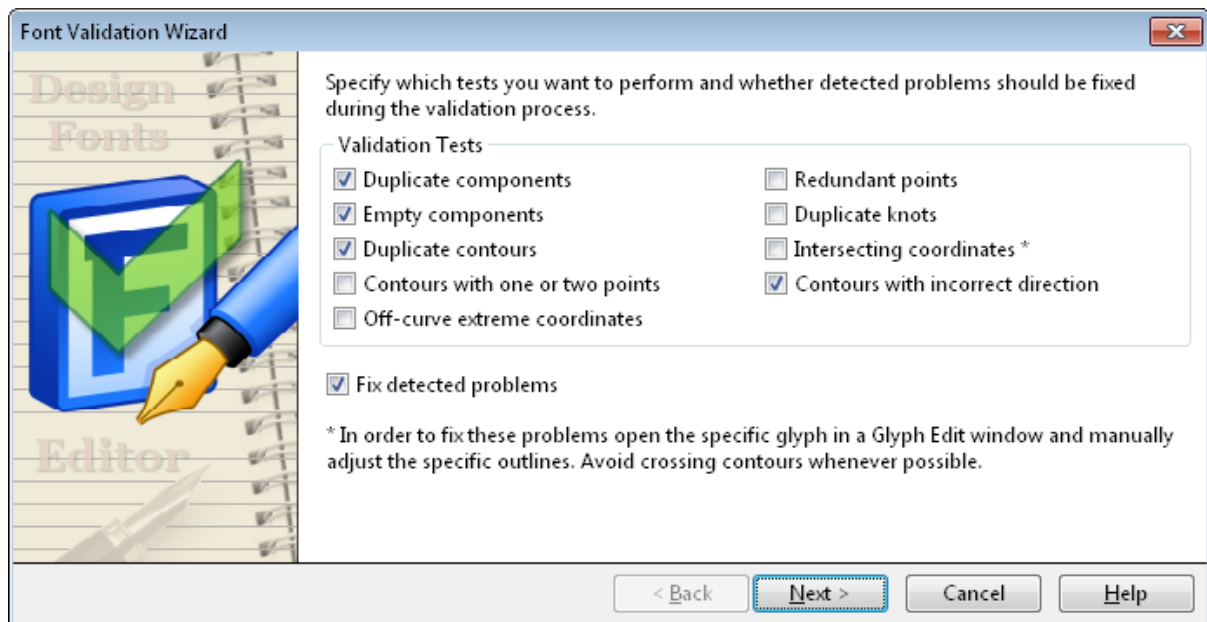 Font Validation Wizard
Design
Fonts
Editor
Specify which tests you want to perform and whether detected problems should be fixed
during the validation process.
Validation Tests
Duplicate components
Empty components
Duplicate contours
Contours with one or two points
Off-curve extreme coordinates
Redundant points
Duplicate knots
Intersecting coordinates *
Contours with incorrect direction
Fix detected problems
* In order to fix these problems open the specific glyph in a Glyph Edit window and manually
adjust the specific outlines. Avoid crossing contours whenever possible.
< Back
Next >
Cancel
Help